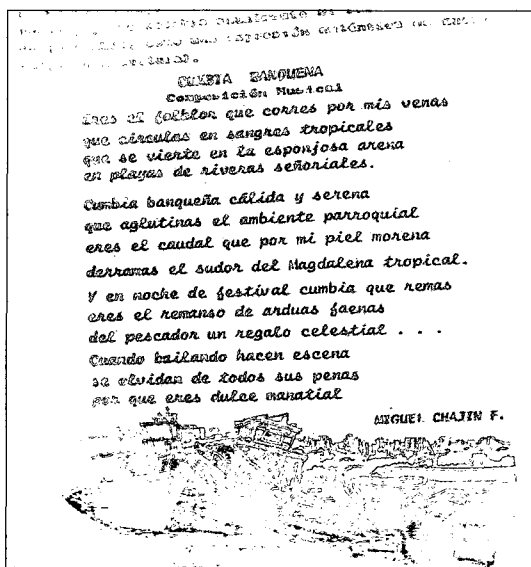 CUMBIA BANQUEÑA
Composición Musical
Eres el folklor que corres por mis venas
que circulas en sangres tropicales
que se vierte en la esponjosa arena
en playas de riveras señoriales.
Cumbia banqueña cálida y serena
que aglutinas el ambiente parroquial
eres el caudal que por mi piel morena
derramas el sudor del Magdalena tropical.
Y en noche de festival cumbia que remas
eres el remanso de arduas faenas
del pescador un regalo celestial . . .
Cuando bailando hacen escena
se olvidan de todos sus penas
por que eres dulce manatial
MIGUEL CHAJIN F.